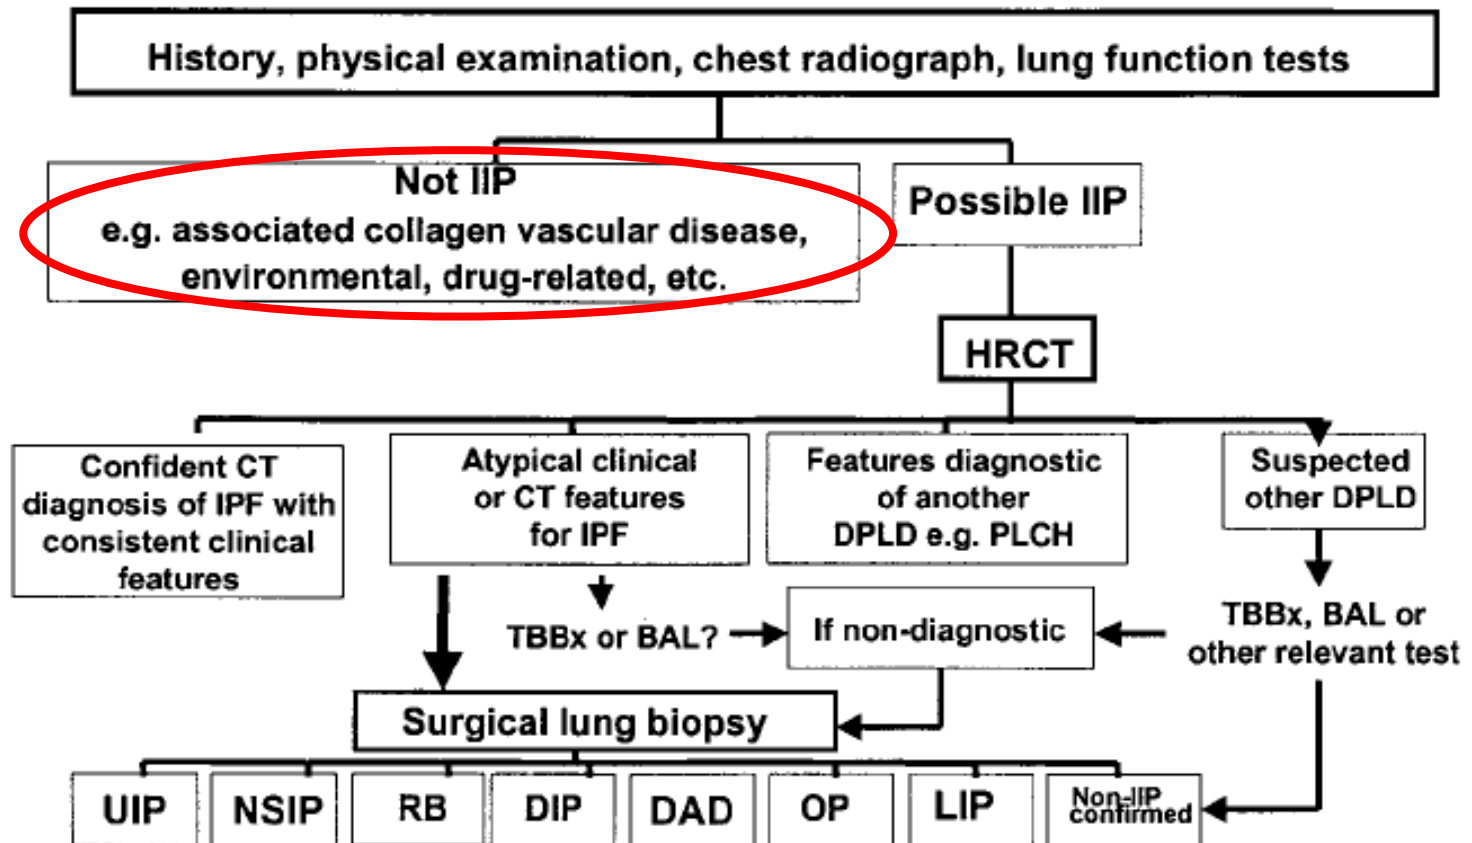 History, physical examination, chest radiograph, lung function tests
Not IIP
e.g. associated collagen vascular disease,
environmental, drug-related, etc.
Possible IIP
HRCT
Confident CT
diagnosis of IPF with
consistent clinical
features
Atypical clinical
or CT features
for IPF
Features diagnostic
of another
DPLD e.g. PLCH
Suspected
other DPLD
TBBx or BAL?
If non-diagnostic
TBBx, BAL or
other relevant test
Surgical lung biopsy
UIP
NSIP
RB
DIP
DAD
OP
LIP
Non-IIP
confirmed